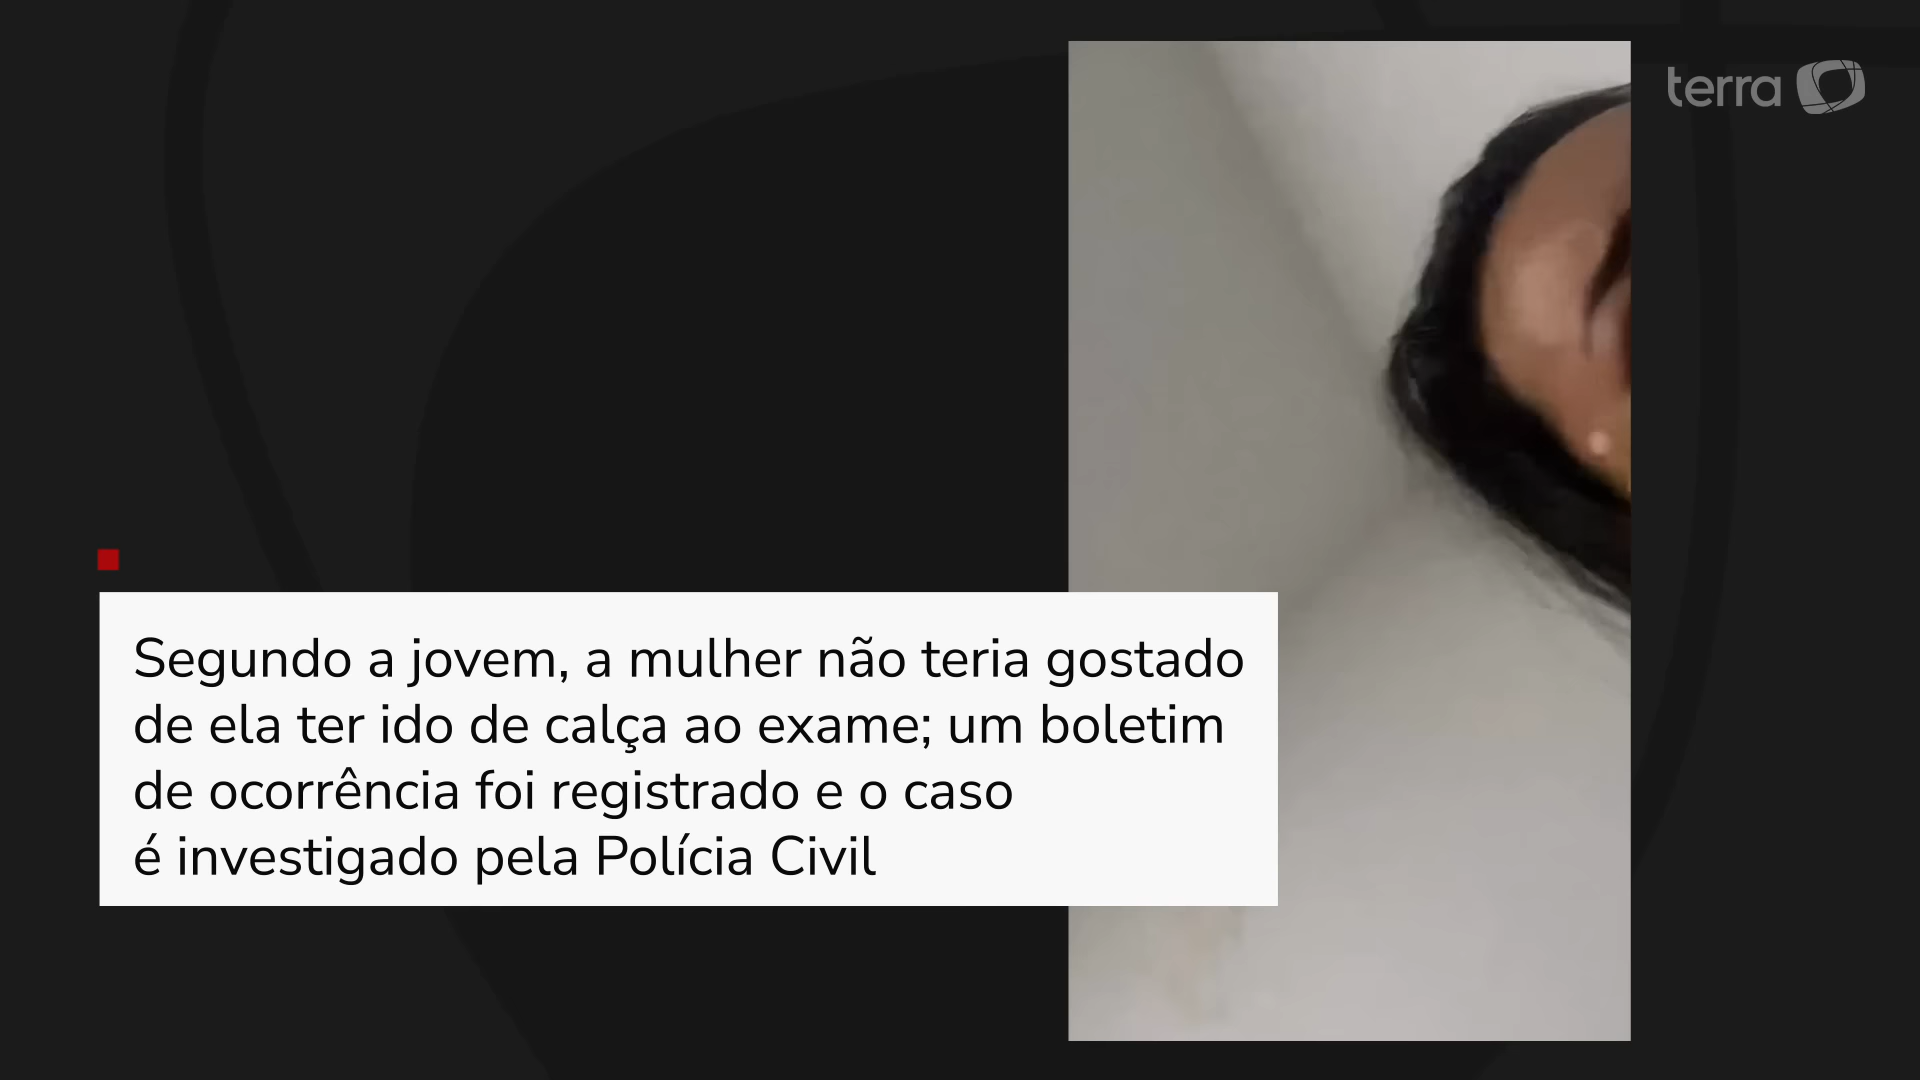 terra
Segundo a jovem, a mulher não teria gostado
de ela ter ido de calça ao exame; um boletim
de ocorrência foi registrado e o caso
é investigado pela Polícia Civil